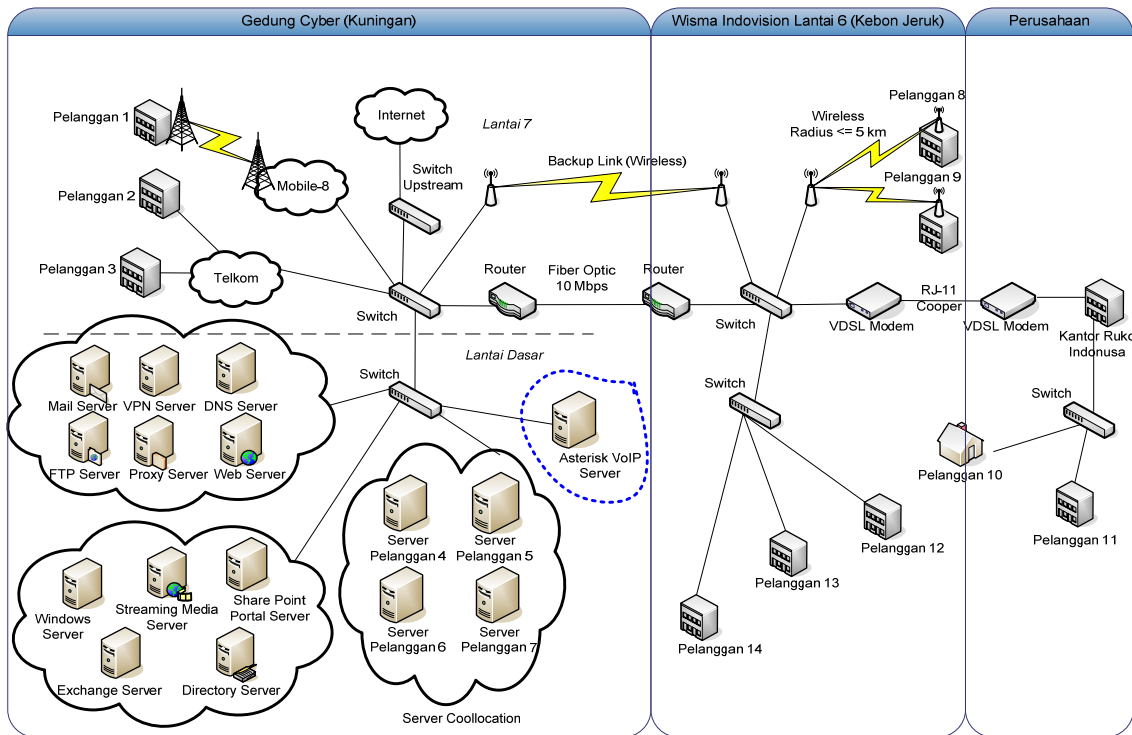 Gedung Cyber (Kuningan)
Wisma Indovision Lantai 6 (Kebon Jeruk)
Perusahaan
Pelanggan 1
Mobile-8
Internet
Lantai 7
Switch
Upstream
Backup Link (Wireless)
Wireless
Radius <= 5 km
Pelanggan 8
Pelanggan 9
Pelanggan 2
Pelanggan 3
Telkom
Switch
Router
Fiber Optic
10 Mbps
Router
Switch
VDSL Modem
RJ-11
Cooper
VDSL Modem
Kantor Ruko
Indonusa
Lantai Dasar
Mail Server
VPN Server
DNS Server
FTP Server
Proxy Server
Web Server
Switch
Asterisk VoIP
Server
Switch
Switch
Pelanggan 10
Pelanggan 11
Pelanggan 12
Pelanggan 13
Pelanggan 14
Server
Pelanggan 4
Server
Pelanggan 5
Server
Pelanggan 6
Server
Pelanggan 7
Windows
Server
Streaming Media
Server
Share Point
Portal Server
Exchange Server
Directory Server
Server Coollocation